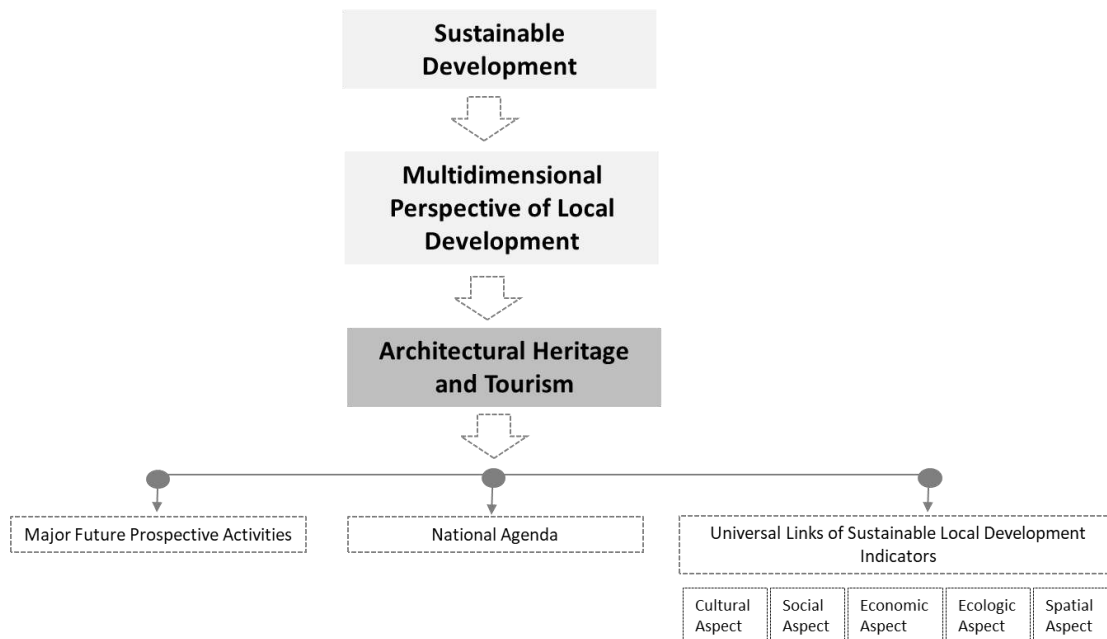 Sustainable
Development
Multidimensional
Perspective of Local
Development
Architectural Heritage
and Tourism
Major Future Prospective Activities
National Agenda
Universal Links of Sustainable Local Development
Indicators
Cultural
Aspect
Social
Aspect
Economic
Aspect
Ecologic
Aspect
Spatial
Aspect